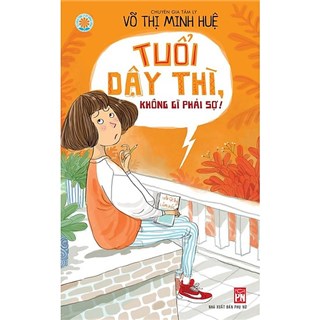 CHUYÊN GIA TÂM LÝ
VÕ THỊ MINH HUỆ
TUỔI
DẬY THÌ,
KHÔNG GÌ PHẢI SỢ!
PN
NHÀ XUẤT BẢN PHỤ NỮ